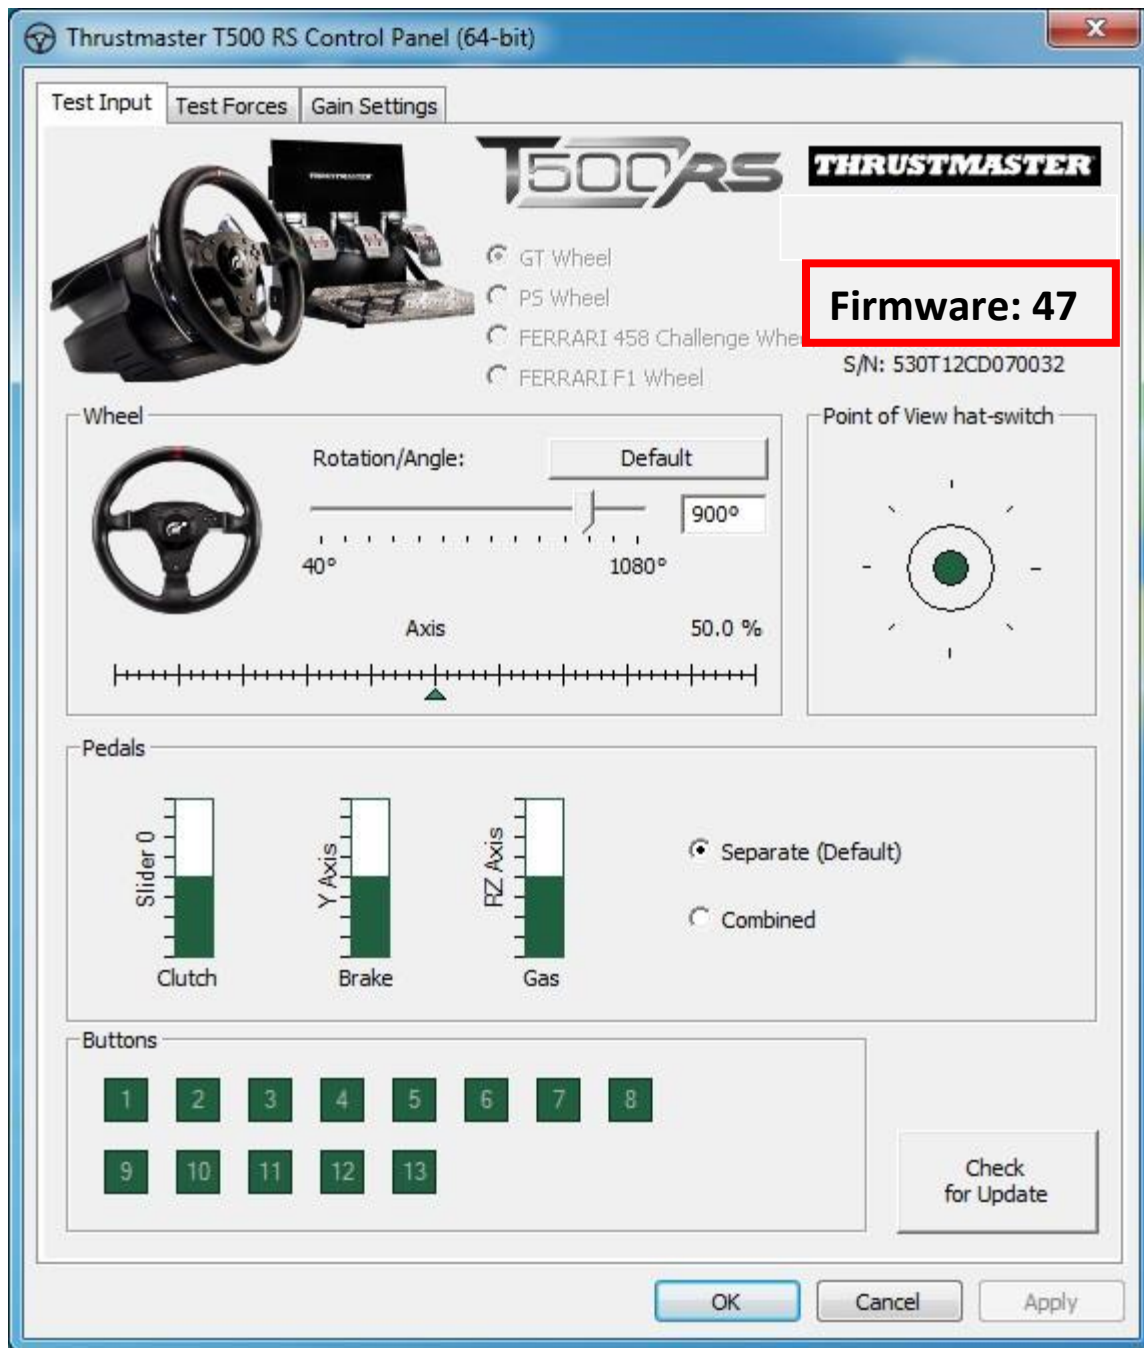 Thrustmaster T500 RS Control Panel (64-bit)
Test Input
Test Forces
Gain Settings
T500RS
THRUSTMASTER
GT Wheel
PS Wheel
FERRARI 458 Challenge Whe
FERRARI F1 Wheel
Firmware: 47
S/N: 530T12CD070032
Wheel
Rotation/Angle:
Default
900°
40°
1080°
Axis
50.0 %
Point of View hat-switch
Pedals
Slider 0
Clutch
Y Axis
Brake
RZ Axis
Gas
Separate (Default)
Combined
Buttons
1 2 3 4 5 6 7 8
9 10 11 12 13
Check
for Update
OK
Cancel
Apply